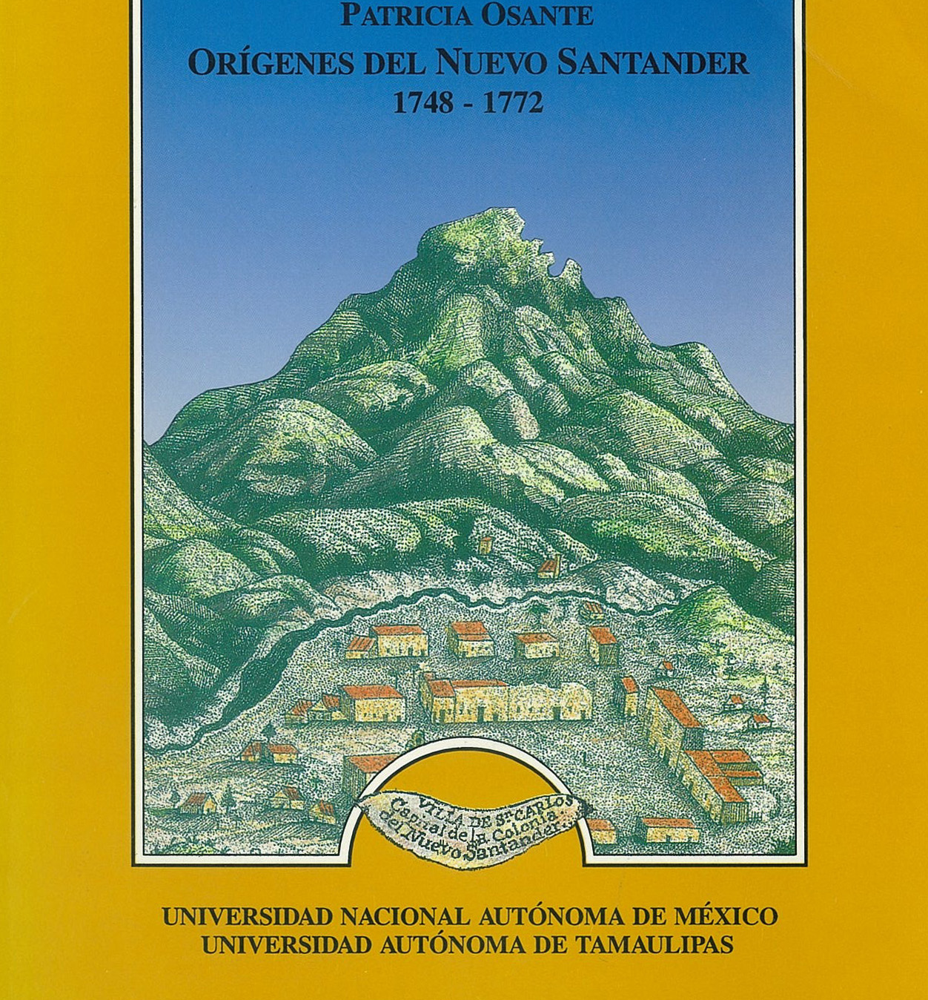 PATRICIA OSANTE
ORÍGENES DEL NUEVO SANTANDER
1748 - 1772
VILLA DE Sⁿ CARLOS
Capital de la Colonia
del Nuevo Santander.
UNIVERSIDAD NACIONAL AUTÓNOMA DE MÉXICO
UNIVERSIDAD AUTÓNOMA DE TAMAULIPAS